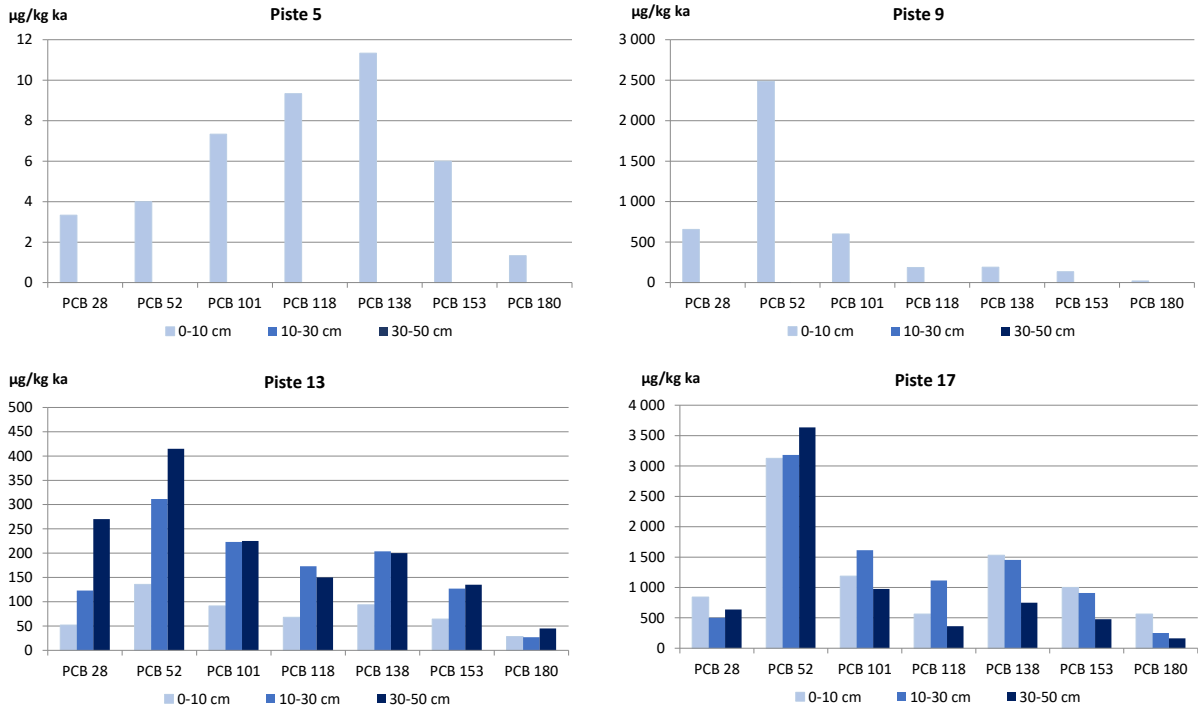 µg/kg ka
Piste 5
12
10
8
6
4
2
0
PCB 28 PCB 52 PCB 101 PCB 118 PCB 138 PCB 153 PCB 180
0-10 cm 10-30 cm 30-50 cm
µg/kg ka
Piste 9
3 000
2 500
2 000
1 500
1 000
500
0
PCB 28 PCB 52 PCB 101 PCB 118 PCB 138 PCB 153 PCB 180
0-10 cm 10-30 cm 30-50 cm
µg/kg ka
Piste 13
500
450
400
350
300
250
200
150
100
50
0
PCB 28 PCB 52 PCB 101 PCB 118 PCB 138 PCB 153 PCB 180
0-10 cm 10-30 cm 30-50 cm
µg/kg ka
Piste 17
4 000
3 500
3 000
2 500
2 000
1 500
1 000
500
0
PCB 28 PCB 52 PCB 101 PCB 118 PCB 138 PCB 153 PCB 180
0-10 cm 10-30 cm 30-50 cm